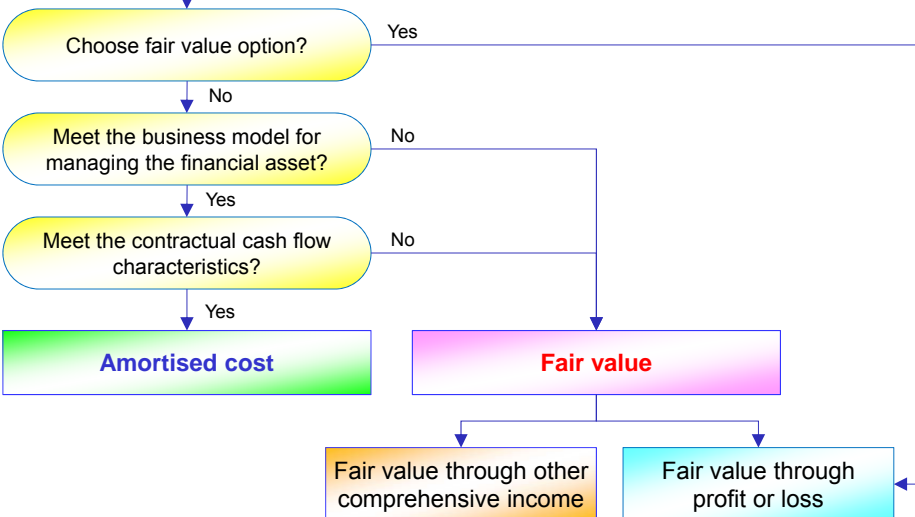 Choose fair value option?
Yes
No
Meet the business model for
managing the financial asset?
No
Yes
Meet the contractual cash flow
characteristics?
No
Yes
Amortised cost
Fair value
Fair value through other
comprehensive income
Fair value through
profit or loss